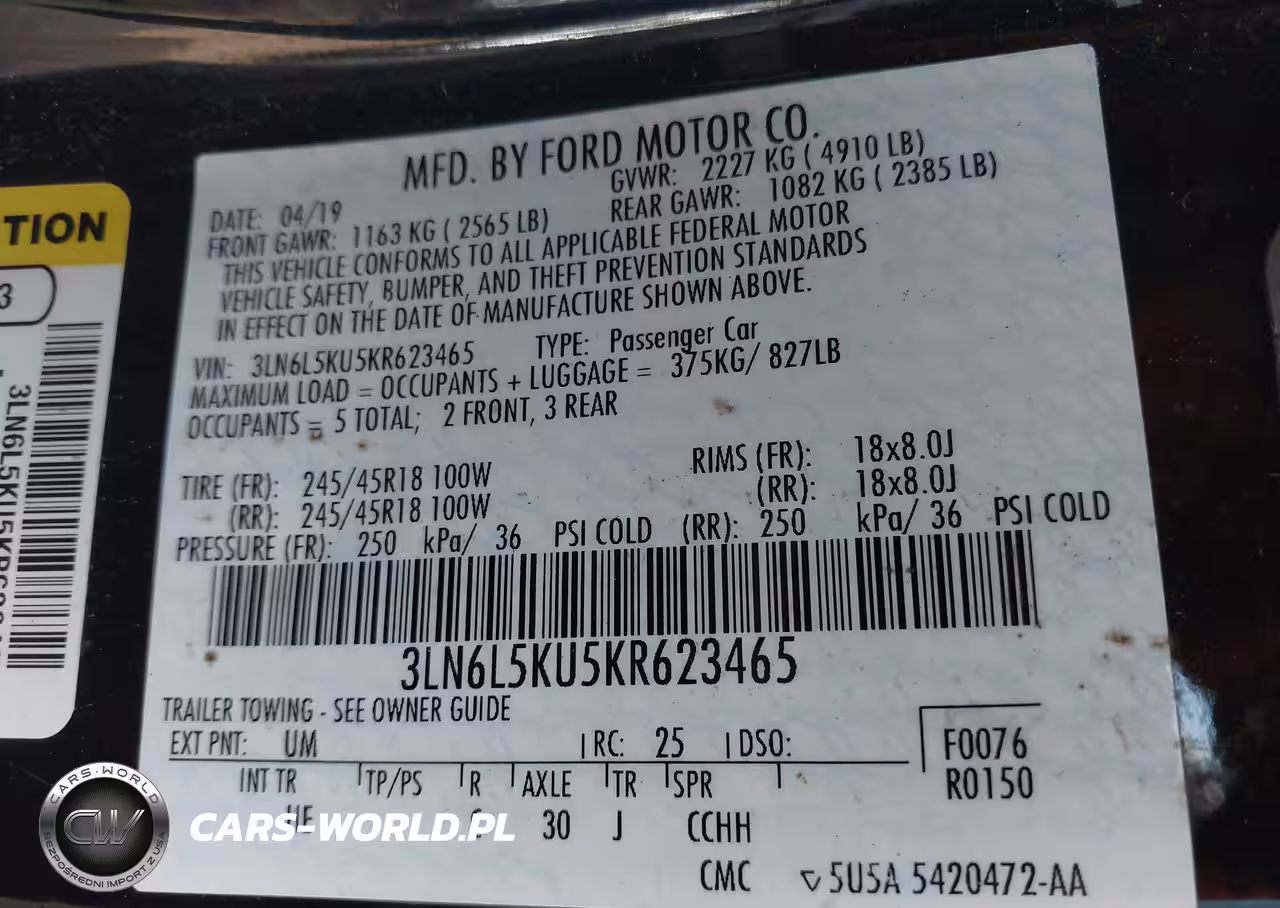 MFD. BY FORD MOTOR CO.
DATE: 04/19 GVWR: 2227 KG ( 4910 LB)
FRONT GAWR: 1163 KG ( 2565 LB) REAR GAWR: 1082 KG ( 2385 LB)
THIS VEHICLE CONFORMS TO ALL APPLICABLE FEDERAL MOTOR
VEHICLE SAFETY, BUMPER, AND THEFT PREVENTION STANDARDS
IN EFFECT ON THE DATE OF MANUFACTURE SHOWN ABOVE.
VIN: 3LN6L5KU5KR623465 TYPE: Passenger Car
MAXIMUM LOAD = OCCUPANTS + LUGGAGE = 375KG/ 827LB
OCCUPANTS = 5 TOTAL; 2 FRONT, 3 REAR
TIRE (FR): 245/45R18 100W RIMS (FR): 18x8.0J
(RR): 245/45R18 100W (RR): 18x8.0J
PRESSURE (FR): 250 kPa/ 36 PSI COLD (RR): 250 kPa/ 36 PSI COLD
3LN6L5KU5KR623465
TRAILER TOWING - SEE OWNER GUIDE
EXT PNT: UM RC: 25 DSO: F0076
INT TR TP/PS R AXLE TR SPR R0150
30 J CCHH
CMC 5U5A 5420472-AA
TION
3
CARS-WORLD
CW
BEZPOŚREDNI IMPORT Z USA
CARS-WORLD.PL